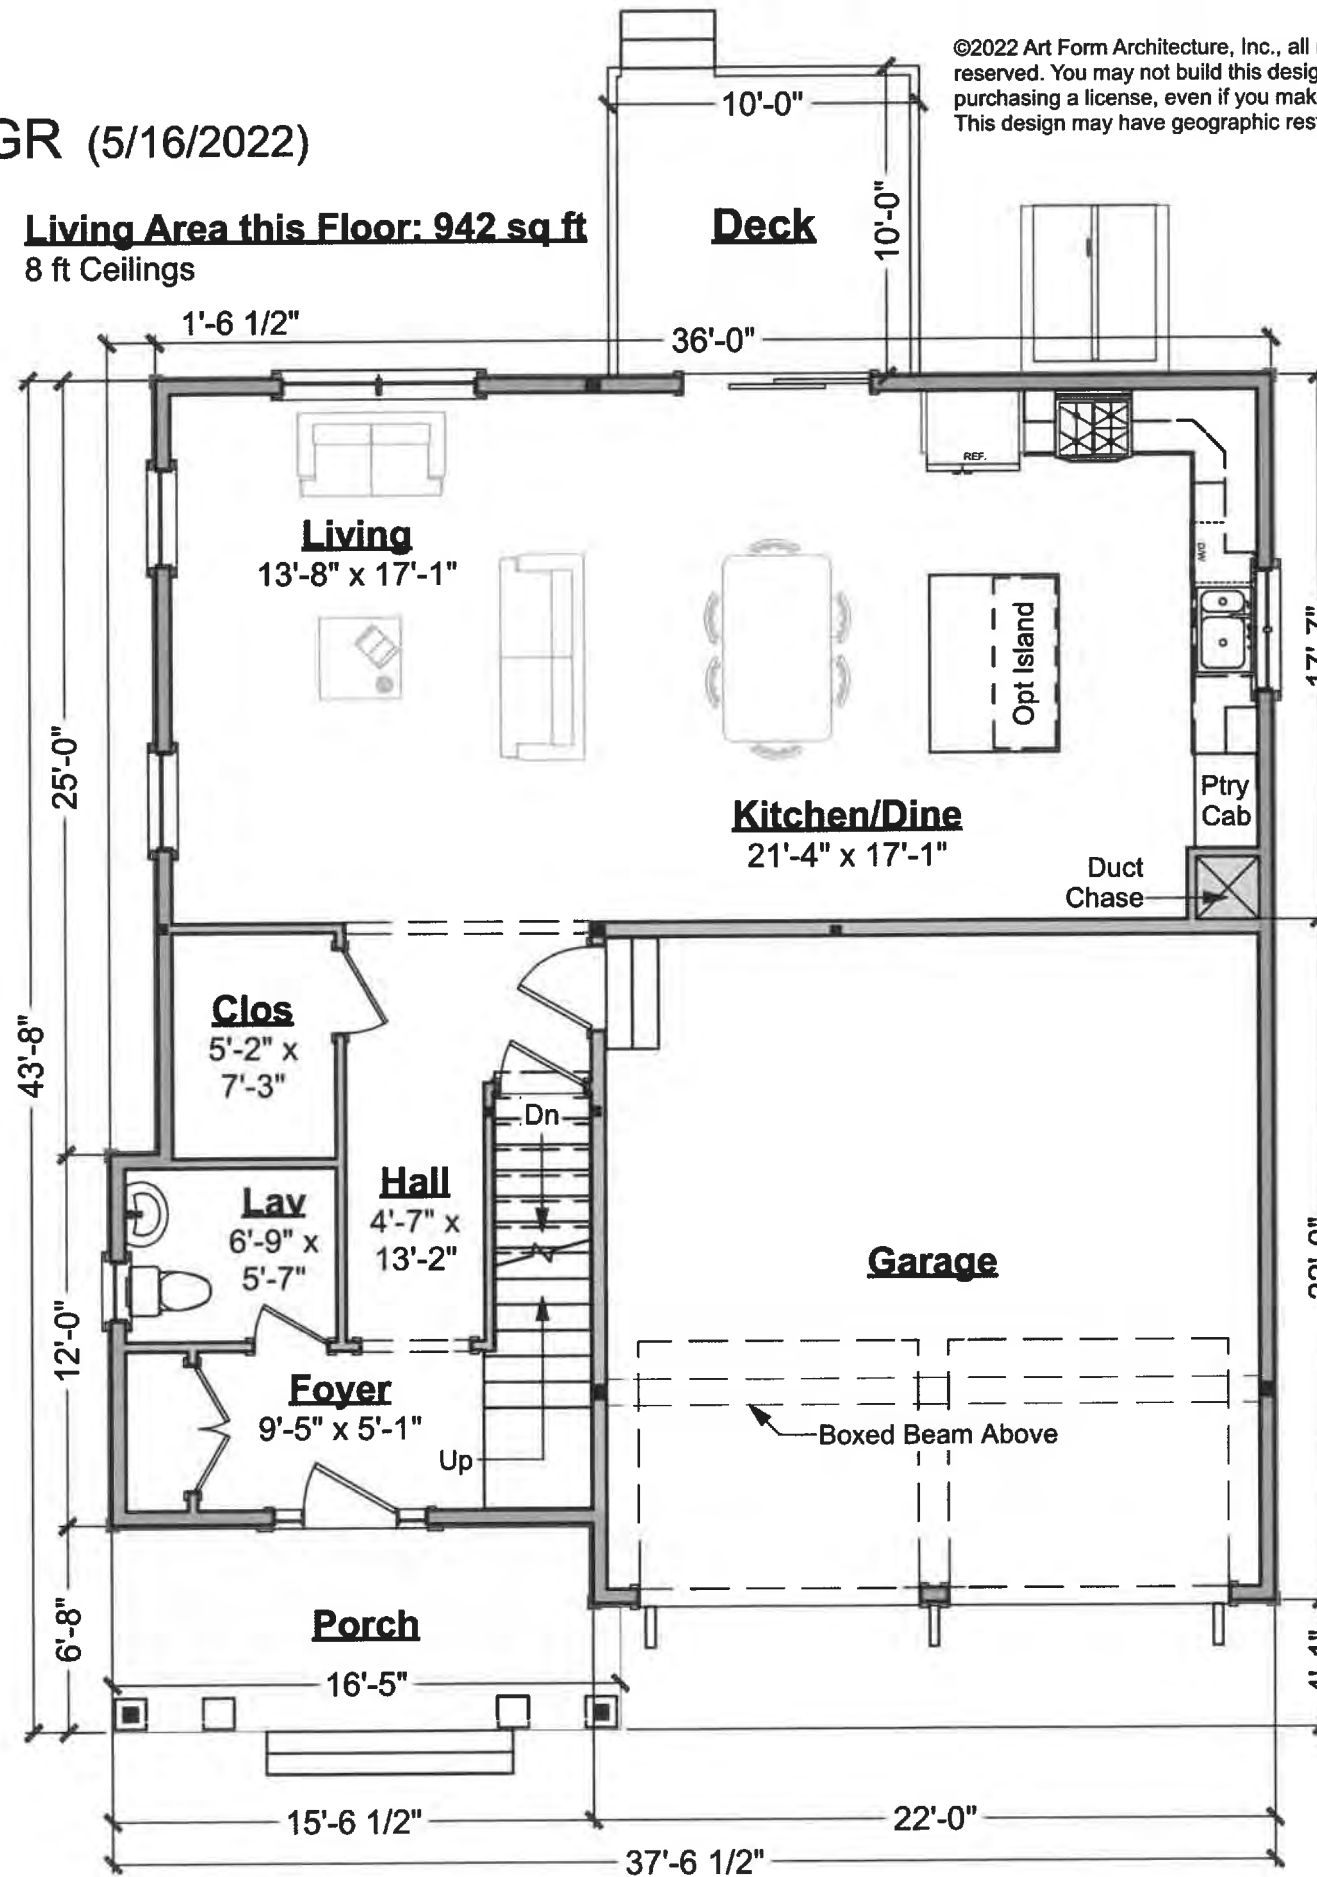 ©2022 Art Form Architecture, Inc., all
reserved. You may not build this desig
purchasing a license, even if you mak
This design may have geographic res
GR (5/16/2022)
Living Area this Floor: 942 sq ft
8 ft Ceilings
10'-0"
10'-0"
Deck
1'-6 1/2"
36'-0"
REF.
Living
13'-8" x 17'-1"
D/W
Opt Island
17'-7"
25'-0"
Ptry
Cab
Kitchen/Dine
21'-4" x 17'-1"
Duct
Chase
Clos
5'-2" x
7'-3"
43'-8"
Dn
Hall
4'-7" x
13'-2"
Lav
6'-9" x
5'-7"
Garage
12'-0"
Foyer
9'-5" x 5'-1"
Boxed Beam Above
Up
Porch
6'-8"
16'-5"
4'-1"
15'-6 1/2"
22'-0"
37'-6 1/2"